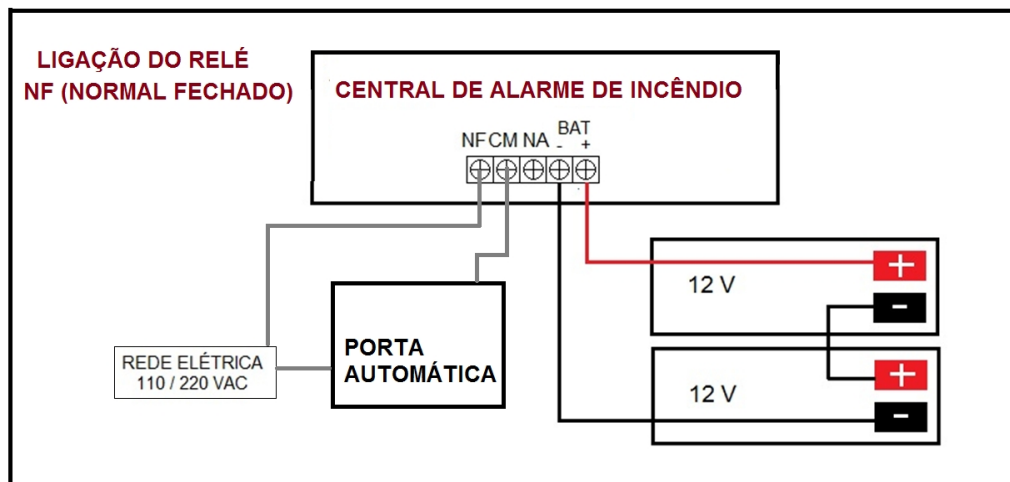 LIGAÇÃO DO RELÉ
NF (NORMAL FECHADO)
CENTRAL DE ALARME DE INCÊNDIO
BAT
NF CM NA - +
12 V
+
-
12 V
+
-
PORTA
AUTOMÁTICA
REDE ELÉTRICA
110 / 220 VAC